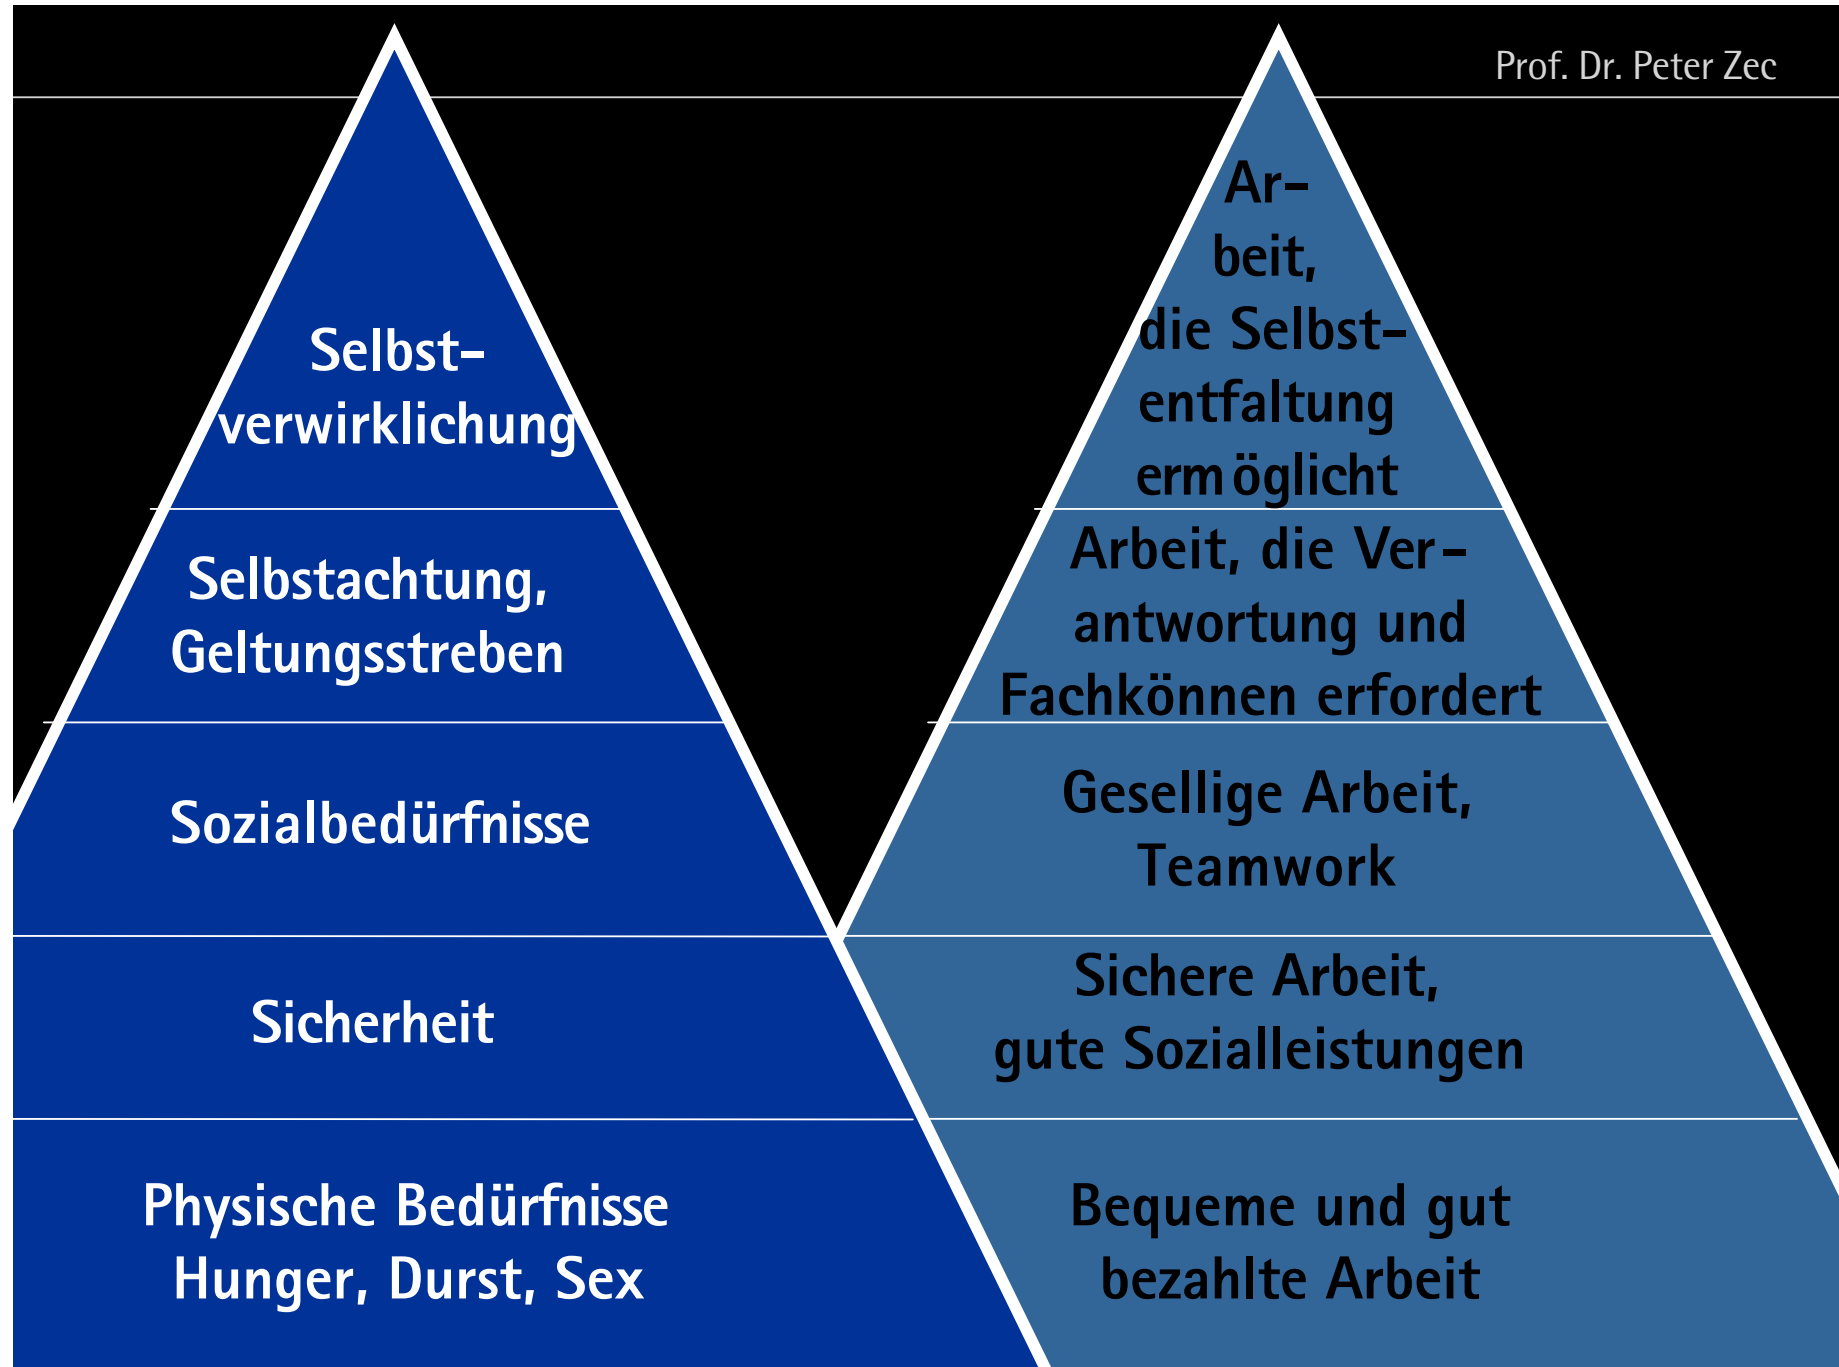 Prof. Dr. Peter Zec
Selbst-
verwirklichung
Selbstachtung,
Geltungsstreben
Sozialbedürfnisse
Sicherheit
Physische Bedürfnisse
Hunger, Durst, Sex
Ar-
beit,
die Selbst-
entfaltung
ermöglicht
Arbeit, die Ver-
antwortung und
Fachkönnen erfordert
Gesellige Arbeit,
Teamwork
Sichere Arbeit,
gute Sozialleistungen
Bequeme und gut
bezahlte Arbeit